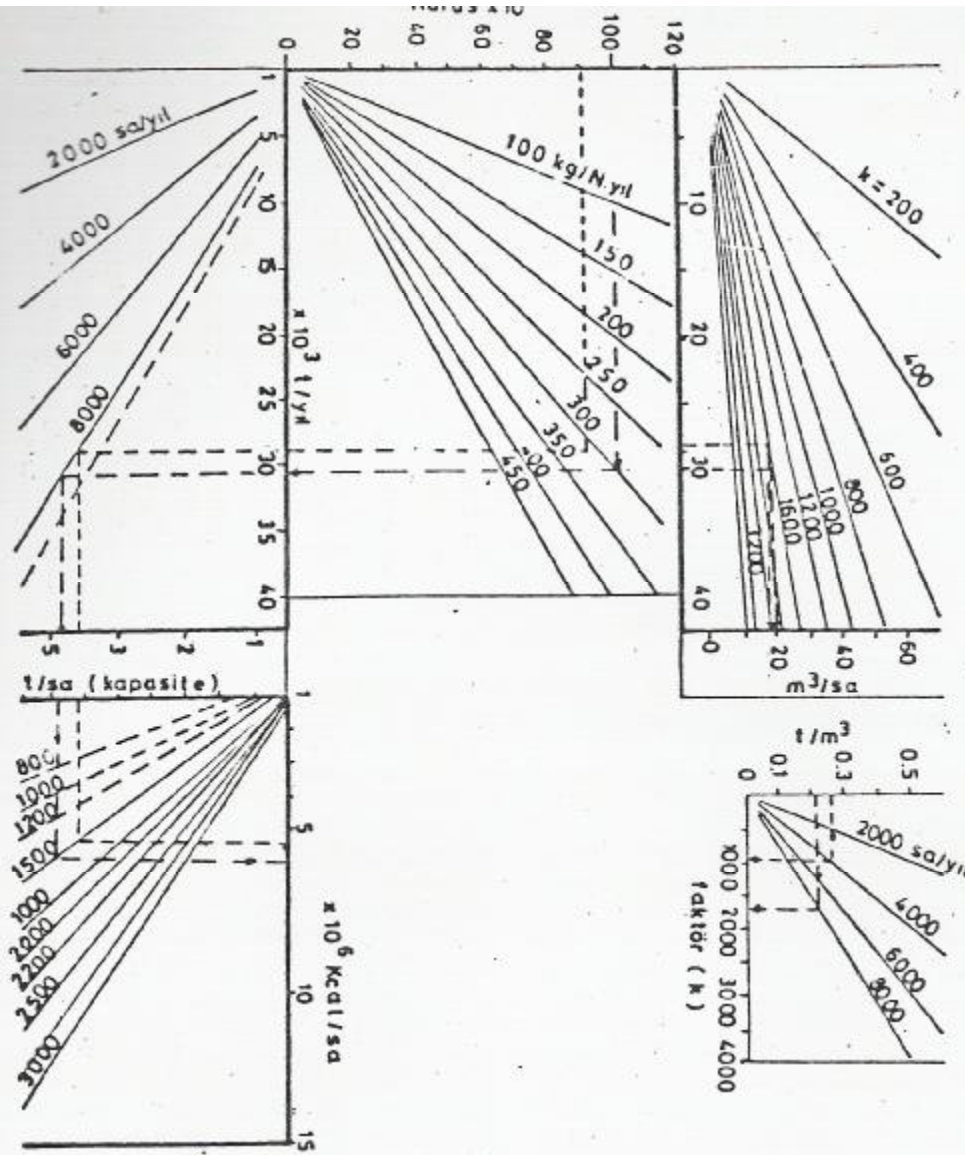 0 20 40 60 80 100 120
1 5 10 15 20 25 30 35 40
x 10³ t/yıl
2000 sa/yıl
4000
6000
8000
100 kg/N.yıl
150
200
250
300
350
400
450
10 20 30 40
k = 200
400
600
800
1000
1200
1600
1200
0 20 40 60
m³/sa
5 3 2 1
t/sa (kapasite)
1 5 10 15
x 10⁶ Kcal/sa
800
1000
1200
1500
1000
2200
2200
2500
3000
t/m³
0 0.1 0.3 0.5
x000 2000 3000 4000
faktör (k)
2000 sa/yıl
4000
6000
8000